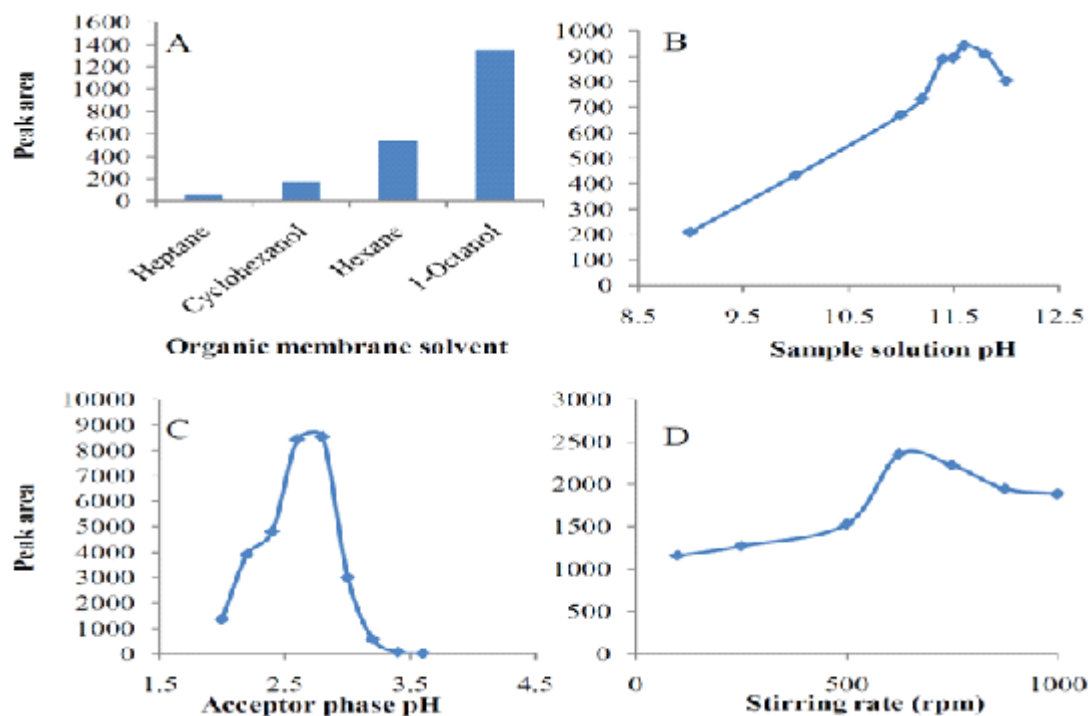 A
Peak area
1600
1400
1200
1000
800
600
400
200
0
Heptane
Cyclohexanol
Hexane
1-Octanol
Organic membrane solvent
B
1000
900
800
700
600
500
400
300
200
100
0
8.5 9.5 10.5 11.5 12.5
Sample solution pH
C
Peak area
10000
9000
8000
7000
6000
5000
4000
3000
2000
1000
0
1.5 2.5 3.5 4.5
Acceptor phase pH
D
3000
2500
2000
1500
1000
500
0
0 500 1000
Stirring rate (rpm)